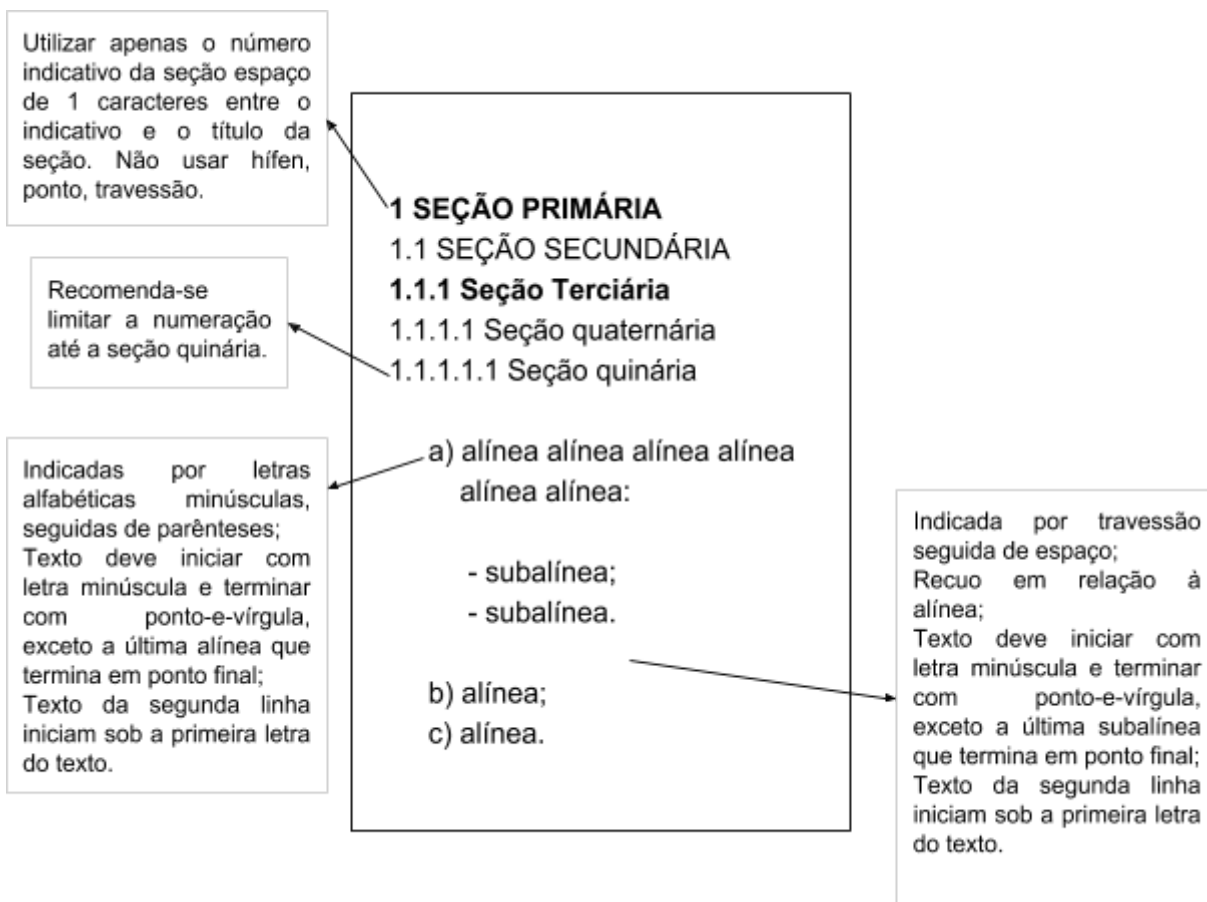 Utilizar apenas o número
indicativo da seção espaço
de 1 caracteres entre o
indicativo e o título da
seção. Não usar hífen,
ponto, travessão.
Recomenda-se
limitar a numeração
até a seção quinária.
Indicadas por letras
alfabéticas minúsculas,
seguidas de parênteses;
Texto deve iniciar com
letra minúscula e terminar
com ponto-e-vírgula,
exceto a última alínea que
termina em ponto final;
Texto da segunda linha
iniciam sob a primeira letra
do texto.
1 SEÇÃO PRIMÁRIA
1.1 SEÇÃO SECUNDÁRIA
1.1.1 Seção Terciária
1.1.1.1 Seção quaternária
1.1.1.1.1 Seção quinária
a) alínea alínea alínea alínea
alínea alínea:
- subalínea;
- subalínea.
b) alínea;
c) alínea.
Indicada por travessão
seguida de espaço;
Recuo em relação à
alínea;
Texto deve iniciar com
letra minúscula e terminar
com ponto-e-vírgula,
exceto a última subalínea
que termina em ponto final;
Texto da segunda linha
iniciam sob a primeira letra
do texto.